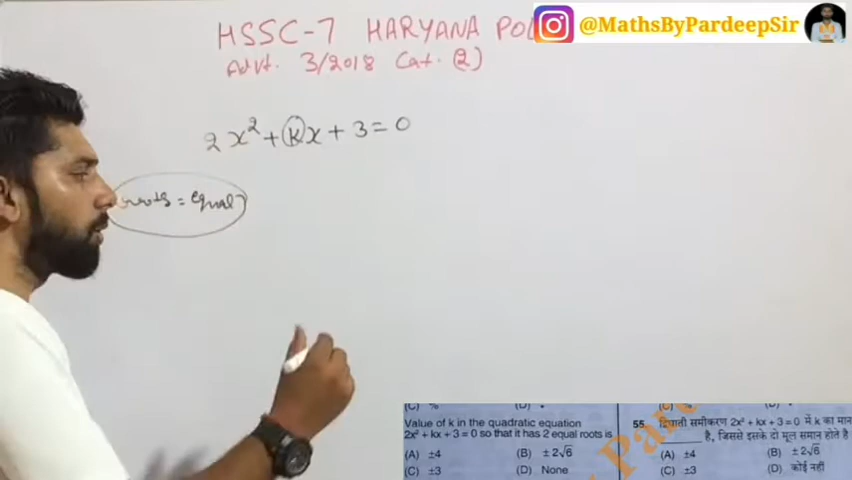 HSSC-7 HARYANA PO
@MathsByPardeepSir
Advt. 3/2018 Cat. (2)
2x² + kx + 3 = 0
roots = equal
Value of k in the quadratic equation
2x² + kx + 3 = 0 so that it has 2 equal roots is
(A) ±4 (B) ± 2√6
(C) ±3 (D) None
55. द्विघाती समीकरण 2x² + kx + 3 = 0 में k का मान
है, जिससे इसके दो मूल समान होते है
(A) ±4 (B) ± 2√6
(C) ±3 (D) कोई नहीं